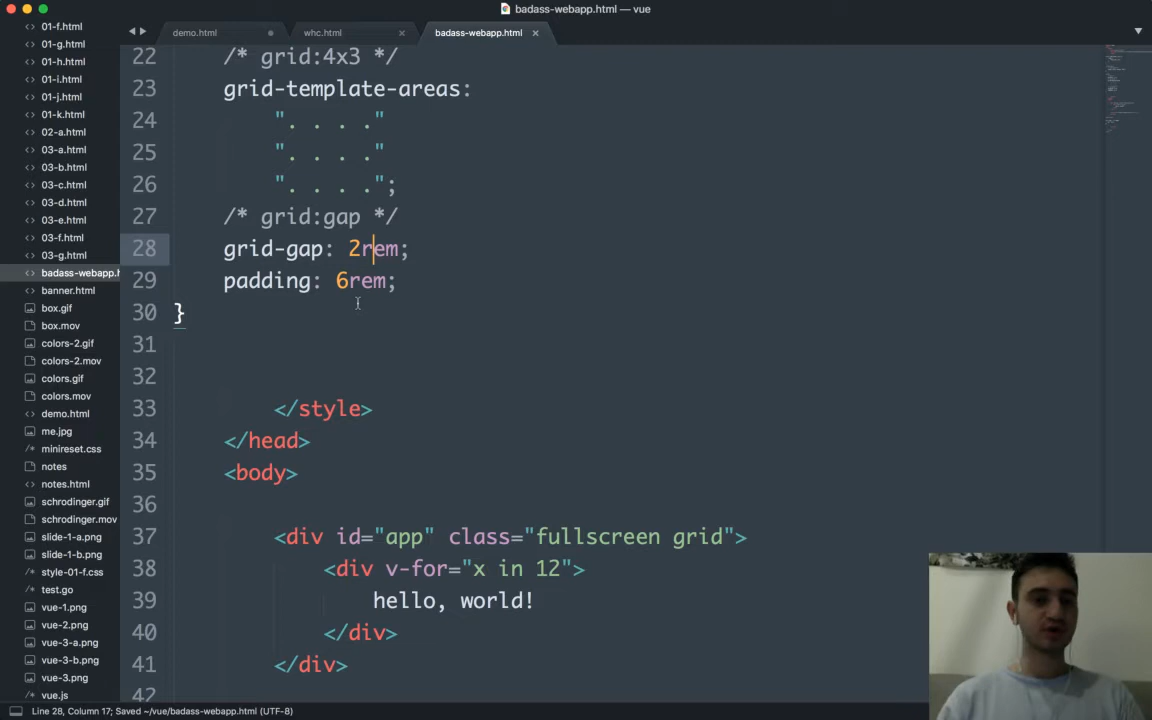 badass-webapp.html — vue
demo.html
whc.html
badass-webapp.html
01-f.html
01-g.html
01-h.html
01-i.html
01-j.html
01-k.html
02-a.html
03-a.html
03-b.html
03-c.html
03-d.html
03-e.html
03-f.html
03-g.html
badass-webapp.h
banner.html
box.gif
box.mov
colors-2.gif
colors-2.mov
colors.gif
colors.mov
demo.html
me.jpg
minireset.css
notes
notes.html
schrodinger.gif
schrodinger.mov
slide-1-a.png
slide-1-b.png
style-01-f.css
test.go
vue-1.png
vue-2.png
vue-3-a.png
vue-3-b.png
vue-3.png
vue.js
22 /* grid:4x3 */
23 grid-template-areas:
24 ". . . ."
25 ". . . ."
26 ". . . .";
27 /* grid:gap */
28 grid-gap: 2rem;
29 padding: 6rem;
30 }
31
32
33 </style>
34 </head>
35 <body>
36
37 <div id="app" class="fullscreen grid">
38 <div v-for="x in 12">
39 hello, world!
40 </div>
41 </div>
42
Line 28, Column 17; Saved ~/vue/badass-webapp.html (UTF-8)